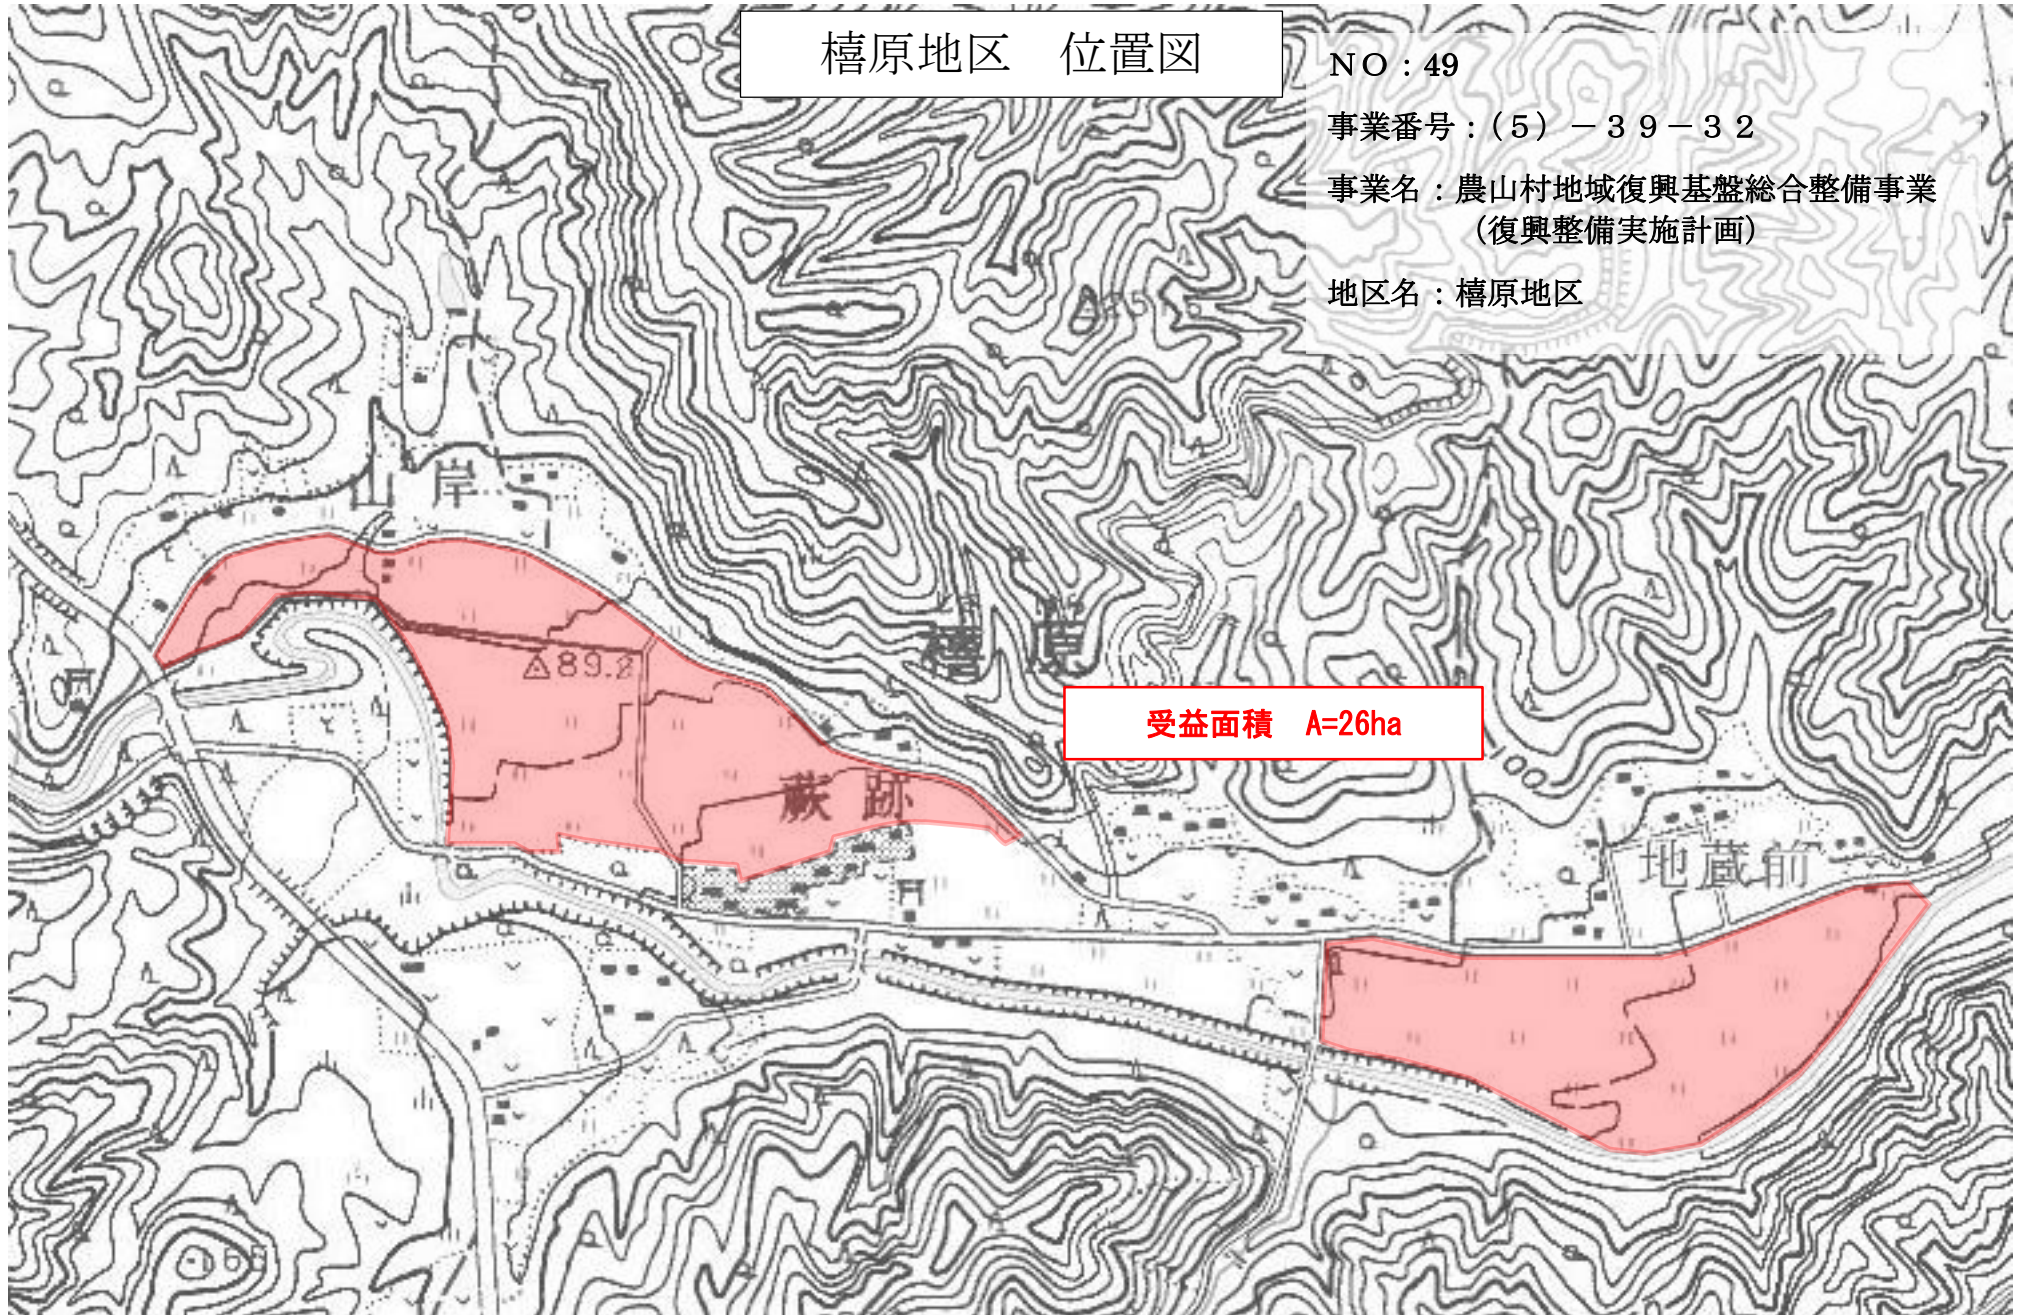 橲原地区　位置図
ＮＯ：49
事業番号：（５）－３９－３２
事業名：農山村地域復興基盤総合整備事業
（復興整備実施計画）
地区名：橲原地区
山岸
橲原
△89.2
受益面積　A=26ha
蕨跡
地蔵前